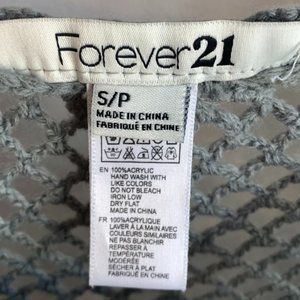 Forever21
S/P
MADE IN CHINA
FABRIQUÉ EN CHINE
EN 100%ACRYLIC
HAND WASH WITH
LIKE COLORS
DO NOT BLEACH
IRON LOW
DRY FLAT
MADE IN CHINA
FR 100%ACRYLIQUE
LAVER À LA MAIN AVEC
COULEURS SIMILAIRES
NE PAS BLANCHIR
REPASSER À
TEMPÉRATURE
MODÉRÉE
SÉCHER À PLAT
FABRIQUÉ EN CHINE